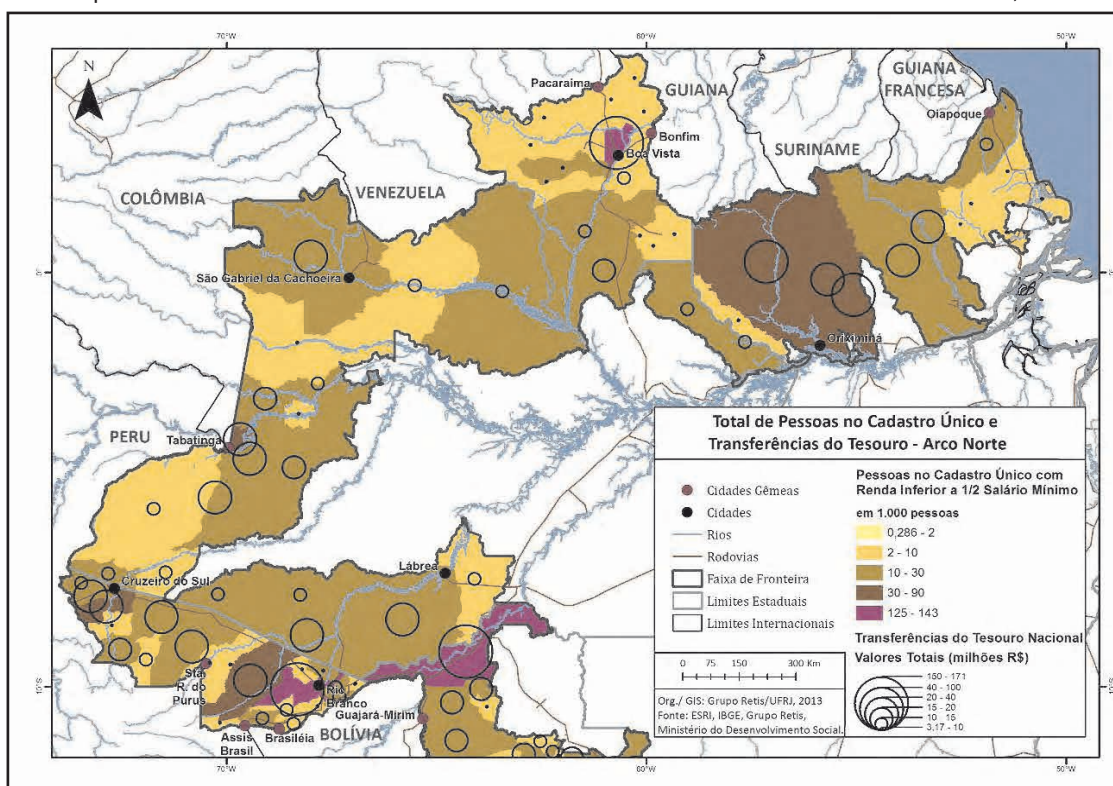 70°W
60°W
50°W
N
Pacaraima
GUIANA
GUIANA
FRANCESA
Oiapoque
Bonfim
Boa Vista
SURINAME
COLÔMBIA
VENEZUELA
São Gabriel da Cachoeira
Oriximiná
PERU
Tabatinga
Cruzeiro do Sul
Lábrea
Sta.
R. do
Purus
Rio
Branco
Guajará-Mirim
Assis
Brasil
Brasiléia
BOLÍVIA
10°S
10°S
70°W
60°W
50°W
Total de Pessoas no Cadastro Único e
Transferências do Tesouro - Arco Norte
Cidades Gêmeas
Cidades
Rios
Rodovias
Faixa de Fronteira
Limites Estaduais
Limites Internacionais
Pessoas no Cadastro Único com
Renda Inferior a 1/2 Salário Mínimo
em 1.000 pessoas
0,286 - 2
2 - 10
10 - 30
30 - 90
125 - 143
Transferências do Tesouro Nacional
Valores Totais (milhões R$)
150 - 171
40 - 100
20 - 40
15 - 20
10 - 15
3,17 - 10
0 75 150 300 Km
Org./ GIS: Grupo Retis/UFRJ, 2013
Fonte: ESRI, IBGE, Grupo Retis,
Ministério do Desenvolvimento Social.